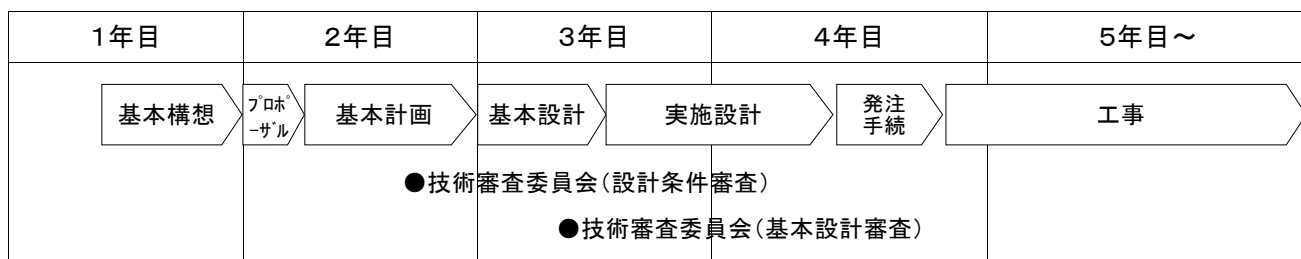 1年目
2年目
3年目
4年目
5年目～
基本構想
ﾌﾟﾛﾎﾟ
ｰｻﾞﾙ
基本計画
基本設計
実施設計
発注
手続
工事
●技術審査委員会（設計条件審査）
●技術審査委員会（基本設計審査）